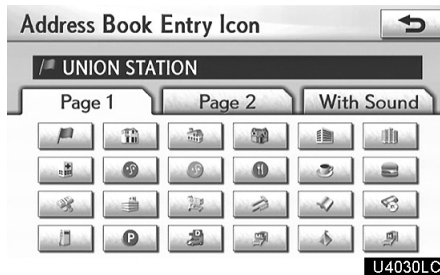 Address Book Entry Icon
UNION STATION
Page 1 Page 2 With Sound
P
U4030LC